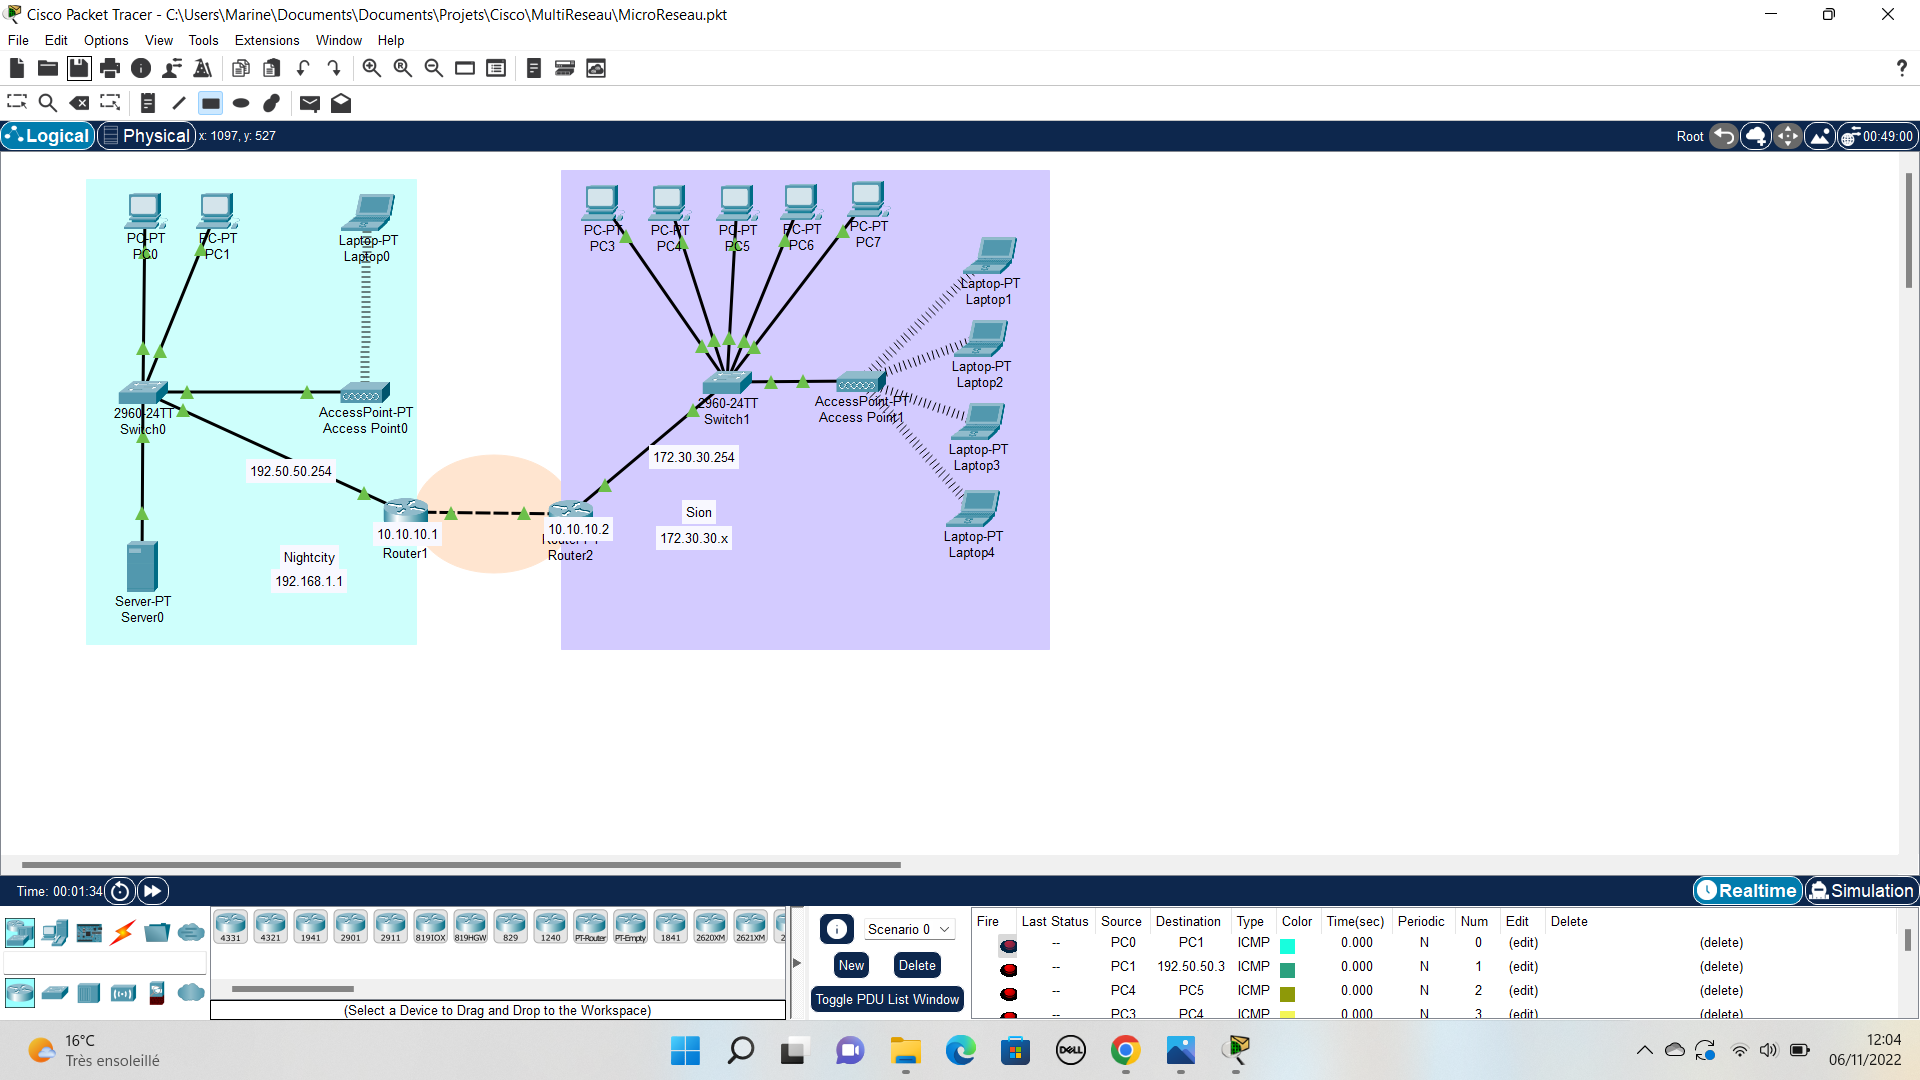 Cisco Packet Tracer - C:\Users\Marine\Documents\Documents\Projets\Cisco\MultiReseau\MicroReseau.pkt
File Edit Options View Tools Extensions Window Help
?
Logical Physical x: 1097, y: 527 Root 00:49:00
PC-PT
PC0
PC-PT
PC1
Laptop-PT
Laptop0
2960-24TT
Switch0
AccessPoint-PT
Access Point0
192.50.50.254
10.10.10.1
Router1
Nightcity
192.168.1.1
Server-PT
Server0
PC-PT
PC3
PC-PT
PC4
PC-PT
PC5
PC-PT
PC6
PC-PT
PC7
Laptop-PT
Laptop1
Laptop-PT
Laptop2
Laptop-PT
Laptop3
Laptop-PT
Laptop4
2960-24TT
Switch1
AccessPoint-PT
Access Point1
172.30.30.254
10.10.10.2
Router2
Sion
172.30.30.x
Time: 00:01:34 Realtime Simulation
4331 4321 1941 2901 2911 819IOX 819HGW 829 1240 PT-Router PT-Empty 1841 2620XM 2621XM
(Select a Device to Drag and Drop to the Workspace)
Scenario 0
New Delete
Toggle PDU List Window
Fire Last Status Source Destination Type Color Time(sec) Periodic Num Edit Delete
-- PC0 PC1 ICMP 0.000 N 0 (edit) (delete)
-- PC1 192.50.50.3 ICMP 0.000 N 1 (edit) (delete)
-- PC4 PC5 ICMP 0.000 N 2 (edit) (delete)
-- PC3 PC4 ICMP 0.000 N 3 (edit) (delete)
16°C
Très ensoleillé
DELL
12:04
06/11/2022